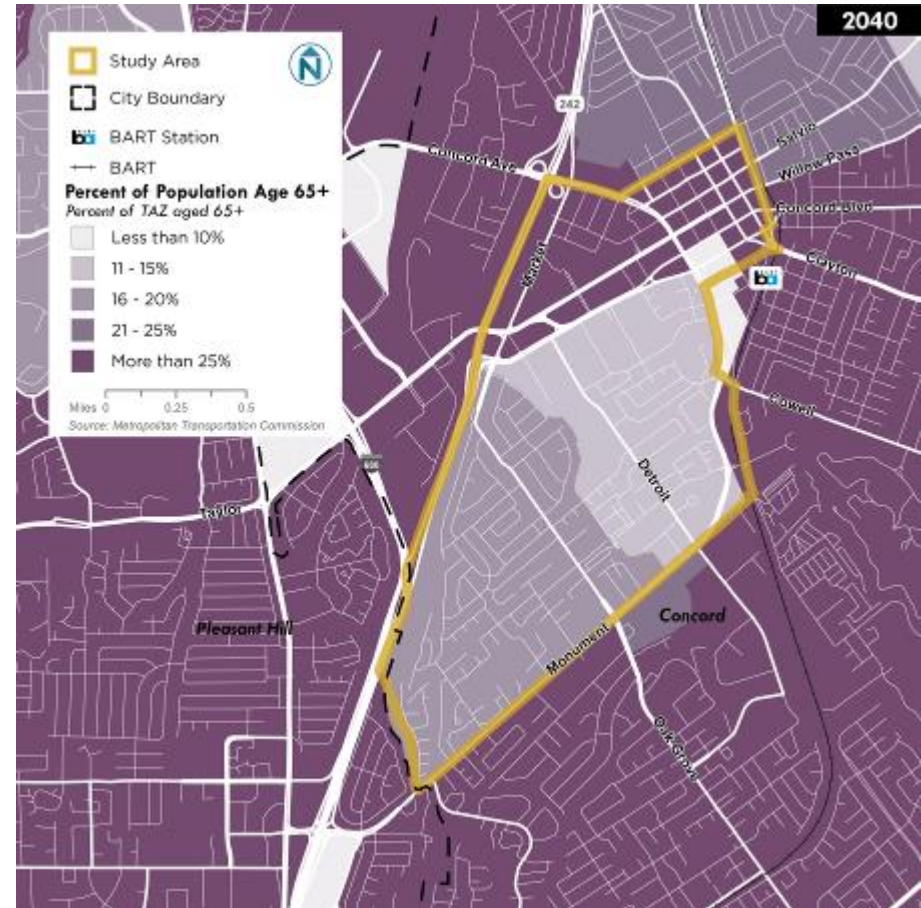 2040
Study Area
N
City Boundary
BART Station
BART
Percent of Population Age 65+
Percent of TAZ aged 65+
Less than 10%
11 - 15%
16 - 20%
21 - 25%
More than 25%
Miles 0 0.25 0.5
Source: Metropolitan Transportation Commission
242
Concord Ave
Salvio
Willow Pass
Concord Blvd
Clayton
Market
ba
Cowell
680
Detroit
Taylor
Pleasant Hill
Concord
Monument
Oak Grove